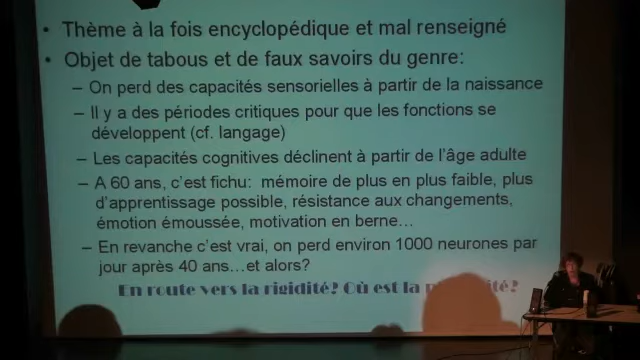 • Thème à la fois encyclopédique et mal renseigné
• Objet de tabous et de faux savoirs du genre:
– On perd des capacités sensorielles à partir de la naissance
– Il y a des périodes critiques pour que les fonctions se
développent (cf. langage)
– Les capacités cognitives déclinent à partir de l'âge adulte
– A 60 ans, c'est fichu: mémoire de plus en plus faible, plus
d'apprentissage possible, résistance aux changements,
émotion émoussée, motivation en berne…
– En revanche c'est vrai, on perd environ 1000 neurones par
jour après 40 ans…et alors?
En route vers la rigidité? Où est la